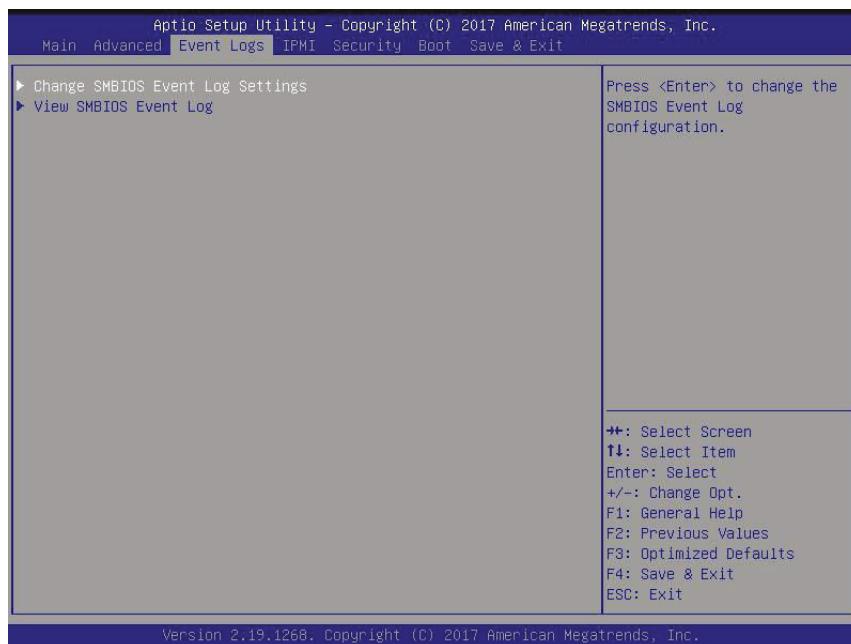 Aptio Setup Utility – Copyright (C) 2017 American Megatrends, Inc.
Main Advanced Event Logs IPMI Security Boot Save & Exit
▶ Change SMBIOS Event Log Settings
▶ View SMBIOS Event Log
Press <Enter> to change the
SMBIOS Event Log
configuration.
→←: Select Screen
↑↓: Select Item
Enter: Select
+/-: Change Opt.
F1: General Help
F2: Previous Values
F3: Optimized Defaults
F4: Save & Exit
ESC: Exit
Version 2.19.1268. Copyright (C) 2017 American Megatrends, Inc.